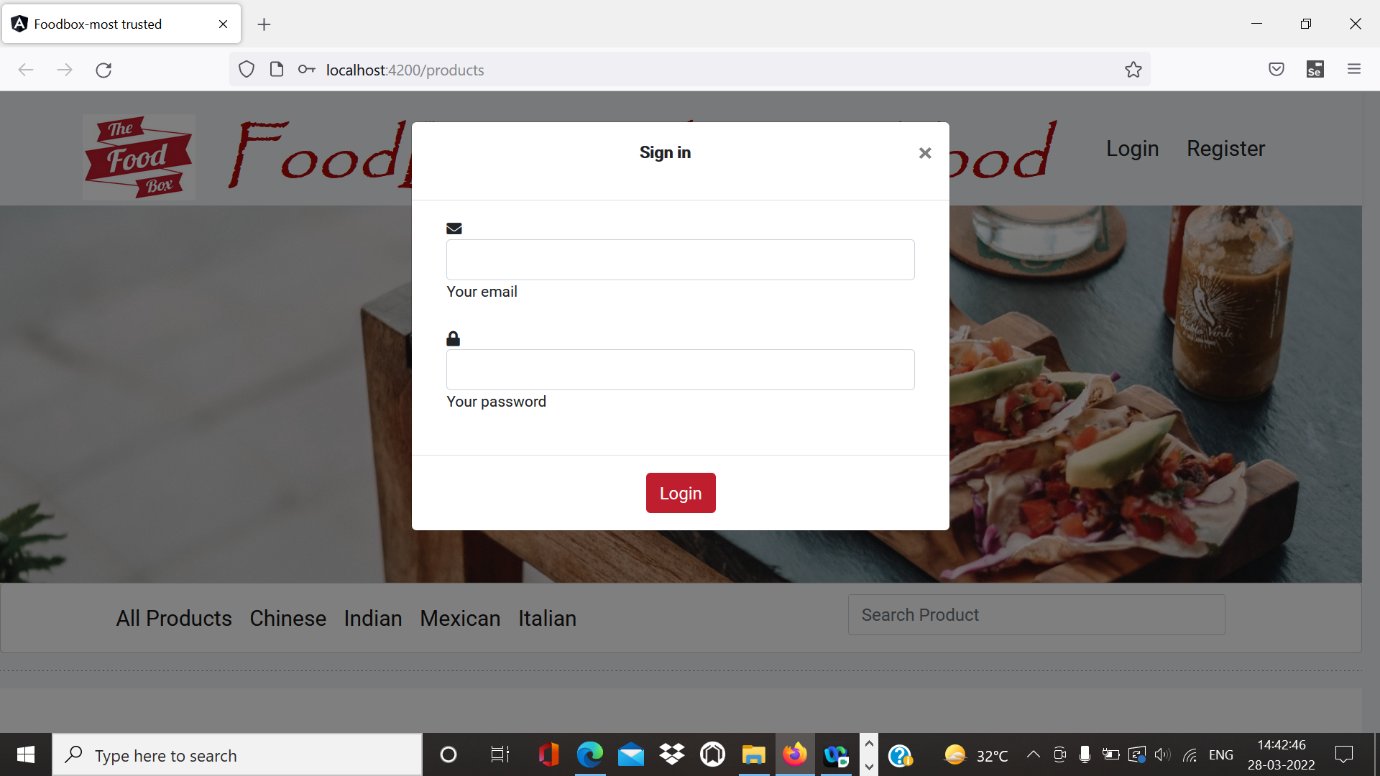 Foodbox-most trusted
localhost:4200/products
Se
The
Food
Box
Login
Register
Sign in
×
Your email
Your password
Login
All Products
Chinese
Indian
Mexican
Italian
Search Product
Type here to search
32°C
ENG
14:42:46
28-03-2022